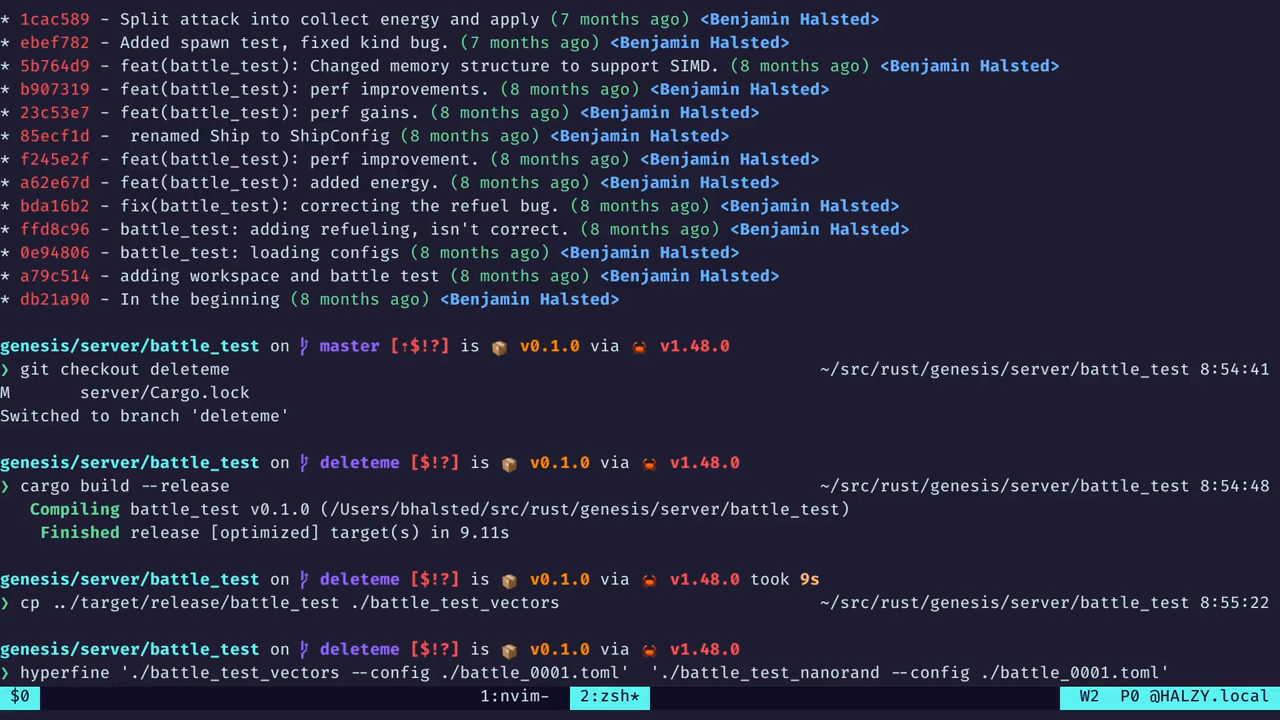 * 1cac589 - Split attack into collect energy and apply (7 months ago) <Benjamin Halsted>
* ebef782 - Added spawn test, fixed kind bug. (7 months ago) <Benjamin Halsted>
* 5b764d9 - feat(battle_test): Changed memory structure to support SIMD. (8 months ago) <Benjamin Halsted>
* b907319 - feat(battle_test): perf improvements. (8 months ago) <Benjamin Halsted>
* 23c53e7 - feat(battle_test): perf gains. (8 months ago) <Benjamin Halsted>
* 85ecf1d -  renamed Ship to ShipConfig (8 months ago) <Benjamin Halsted>
* f245e2f - feat(battle_test): perf improvement. (8 months ago) <Benjamin Halsted>
* a62e67d - feat(battle_test): added energy. (8 months ago) <Benjamin Halsted>
* bda16b2 - fix(battle_test): correcting the refuel bug. (8 months ago) <Benjamin Halsted>
* ffd8c96 - battle_test: adding refueling, isn't correct. (8 months ago) <Benjamin Halsted>
* 0e94806 - battle_test: loading configs (8 months ago) <Benjamin Halsted>
* a79c514 - adding workspace and battle test (8 months ago) <Benjamin Halsted>
* db21a90 - In the beginning (8 months ago) <Benjamin Halsted>
genesis/server/battle_test on master [↑$!?] is 📦 v0.1.0 via 🦀 v1.48.0
❯ git checkout deleteme ~/src/rust/genesis/server/battle_test 8:54:41
M server/Cargo.lock
Switched to branch 'deleteme'
genesis/server/battle_test on deleteme [$!?] is 📦 v0.1.0 via 🦀 v1.48.0
❯ cargo build --release ~/src/rust/genesis/server/battle_test 8:54:48
Compiling battle_test v0.1.0 (/Users/bhalsted/src/rust/genesis/server/battle_test)
Finished release [optimized] target(s) in 9.11s
genesis/server/battle_test on deleteme [$!?] is 📦 v0.1.0 via 🦀 v1.48.0 took 9s
❯ cp ../target/release/battle_test ./battle_test_vectors ~/src/rust/genesis/server/battle_test 8:55:22
genesis/server/battle_test on deleteme [$!?] is 📦 v0.1.0 via 🦀 v1.48.0
❯ hyperfine './battle_test_vectors --config ./battle_0001.toml'  './battle_test_nanorand --config ./battle_0001.toml'
$0 1:nvim- 2:zsh* W2 P0 @HALZY.local